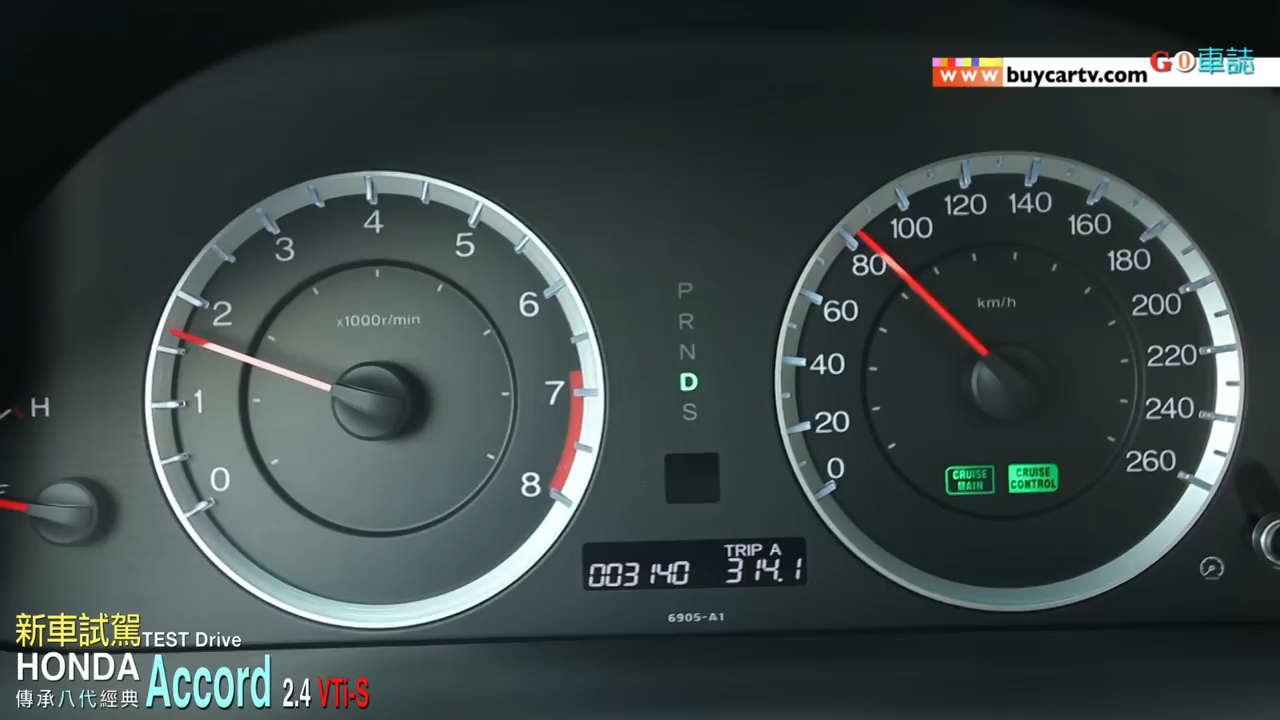 www buycartv.com
GO車誌
0
1
2
3
4
5
6
7
8
x1000r/min
H
P
R
N
D
S
0
20
40
60
80
100
120
140
160
180
200
220
240
260
km/h
CRUISE MAIN
CRUISE CONTROL
TRIP A
003140 314.1
6905-A1
新車試駕TEST Drive
HONDA Accord 2.4 VTi-S
傳承八代經典